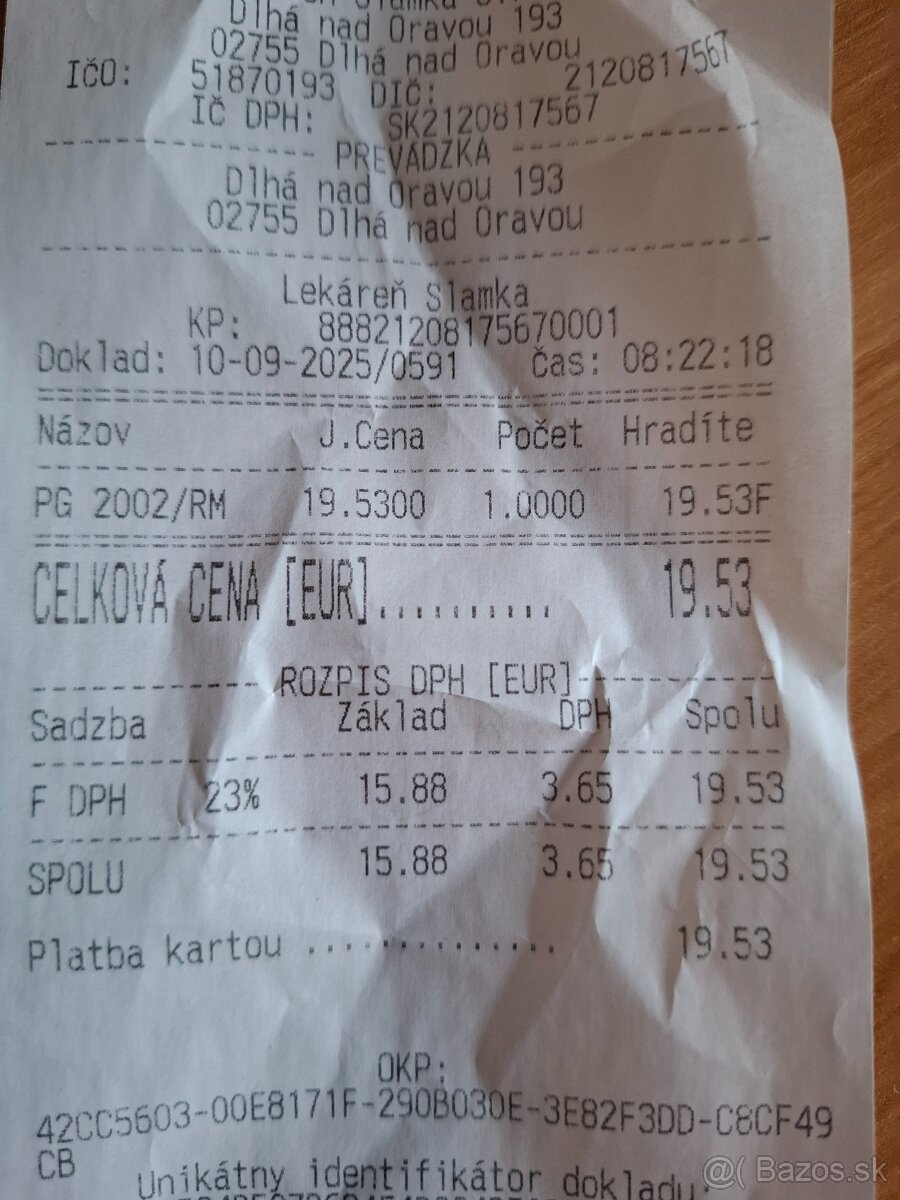 Slamka
Dlhá nad Oravou 193
02755 Dlhá nad Oravou
IČO: 51870193 DIČ: 2120817567
IČ DPH: SK2120817567
PREVÁDZKA
Dlhá nad Oravou 193
02755 Dlhá nad Oravou
Lekáreň Slamka
KP: 88821208175670001
Doklad: 10-09-2025/0591 Čas: 08:22:18
Názov J.Cena Počet Hradíte
PG 2002/RM 19.5300 1.0000 19.53F
CELKOVÁ CENA [EUR]........... 19.53
ROZPIS DPH [EUR]
Sadzba Základ DPH Spolu
F DPH 23% 15.88 3.65 19.53
SPOLU 15.88 3.65 19.53
Platba kartou .............. 19.53
OKP:
42CC5603-00E8171F-290B030E-3E82F3DD-C8CF49
CB
Unikátny identifikátor dokladu:
@( Bazos.sk